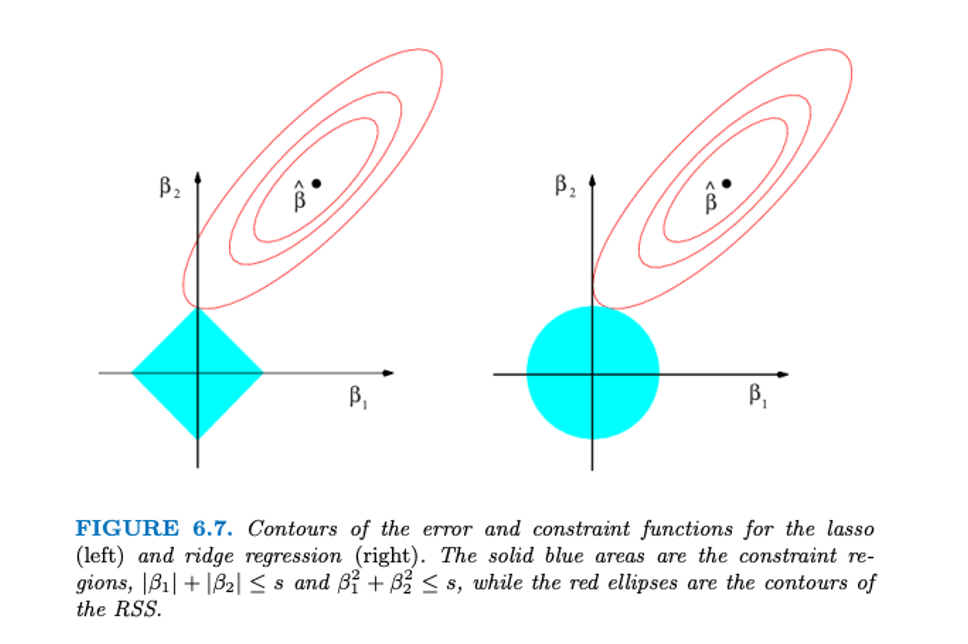 β₂
β̂
β₁
β₂
β̂
β₁
FIGURE 6.7. Contours of the error and constraint functions for the lasso
(left) and ridge regression (right). The solid blue areas are the constraint re-
gions, |β₁| + |β₂| ≤ s and β₁² + β₂² ≤ s, while the red ellipses are the contours of
the RSS.